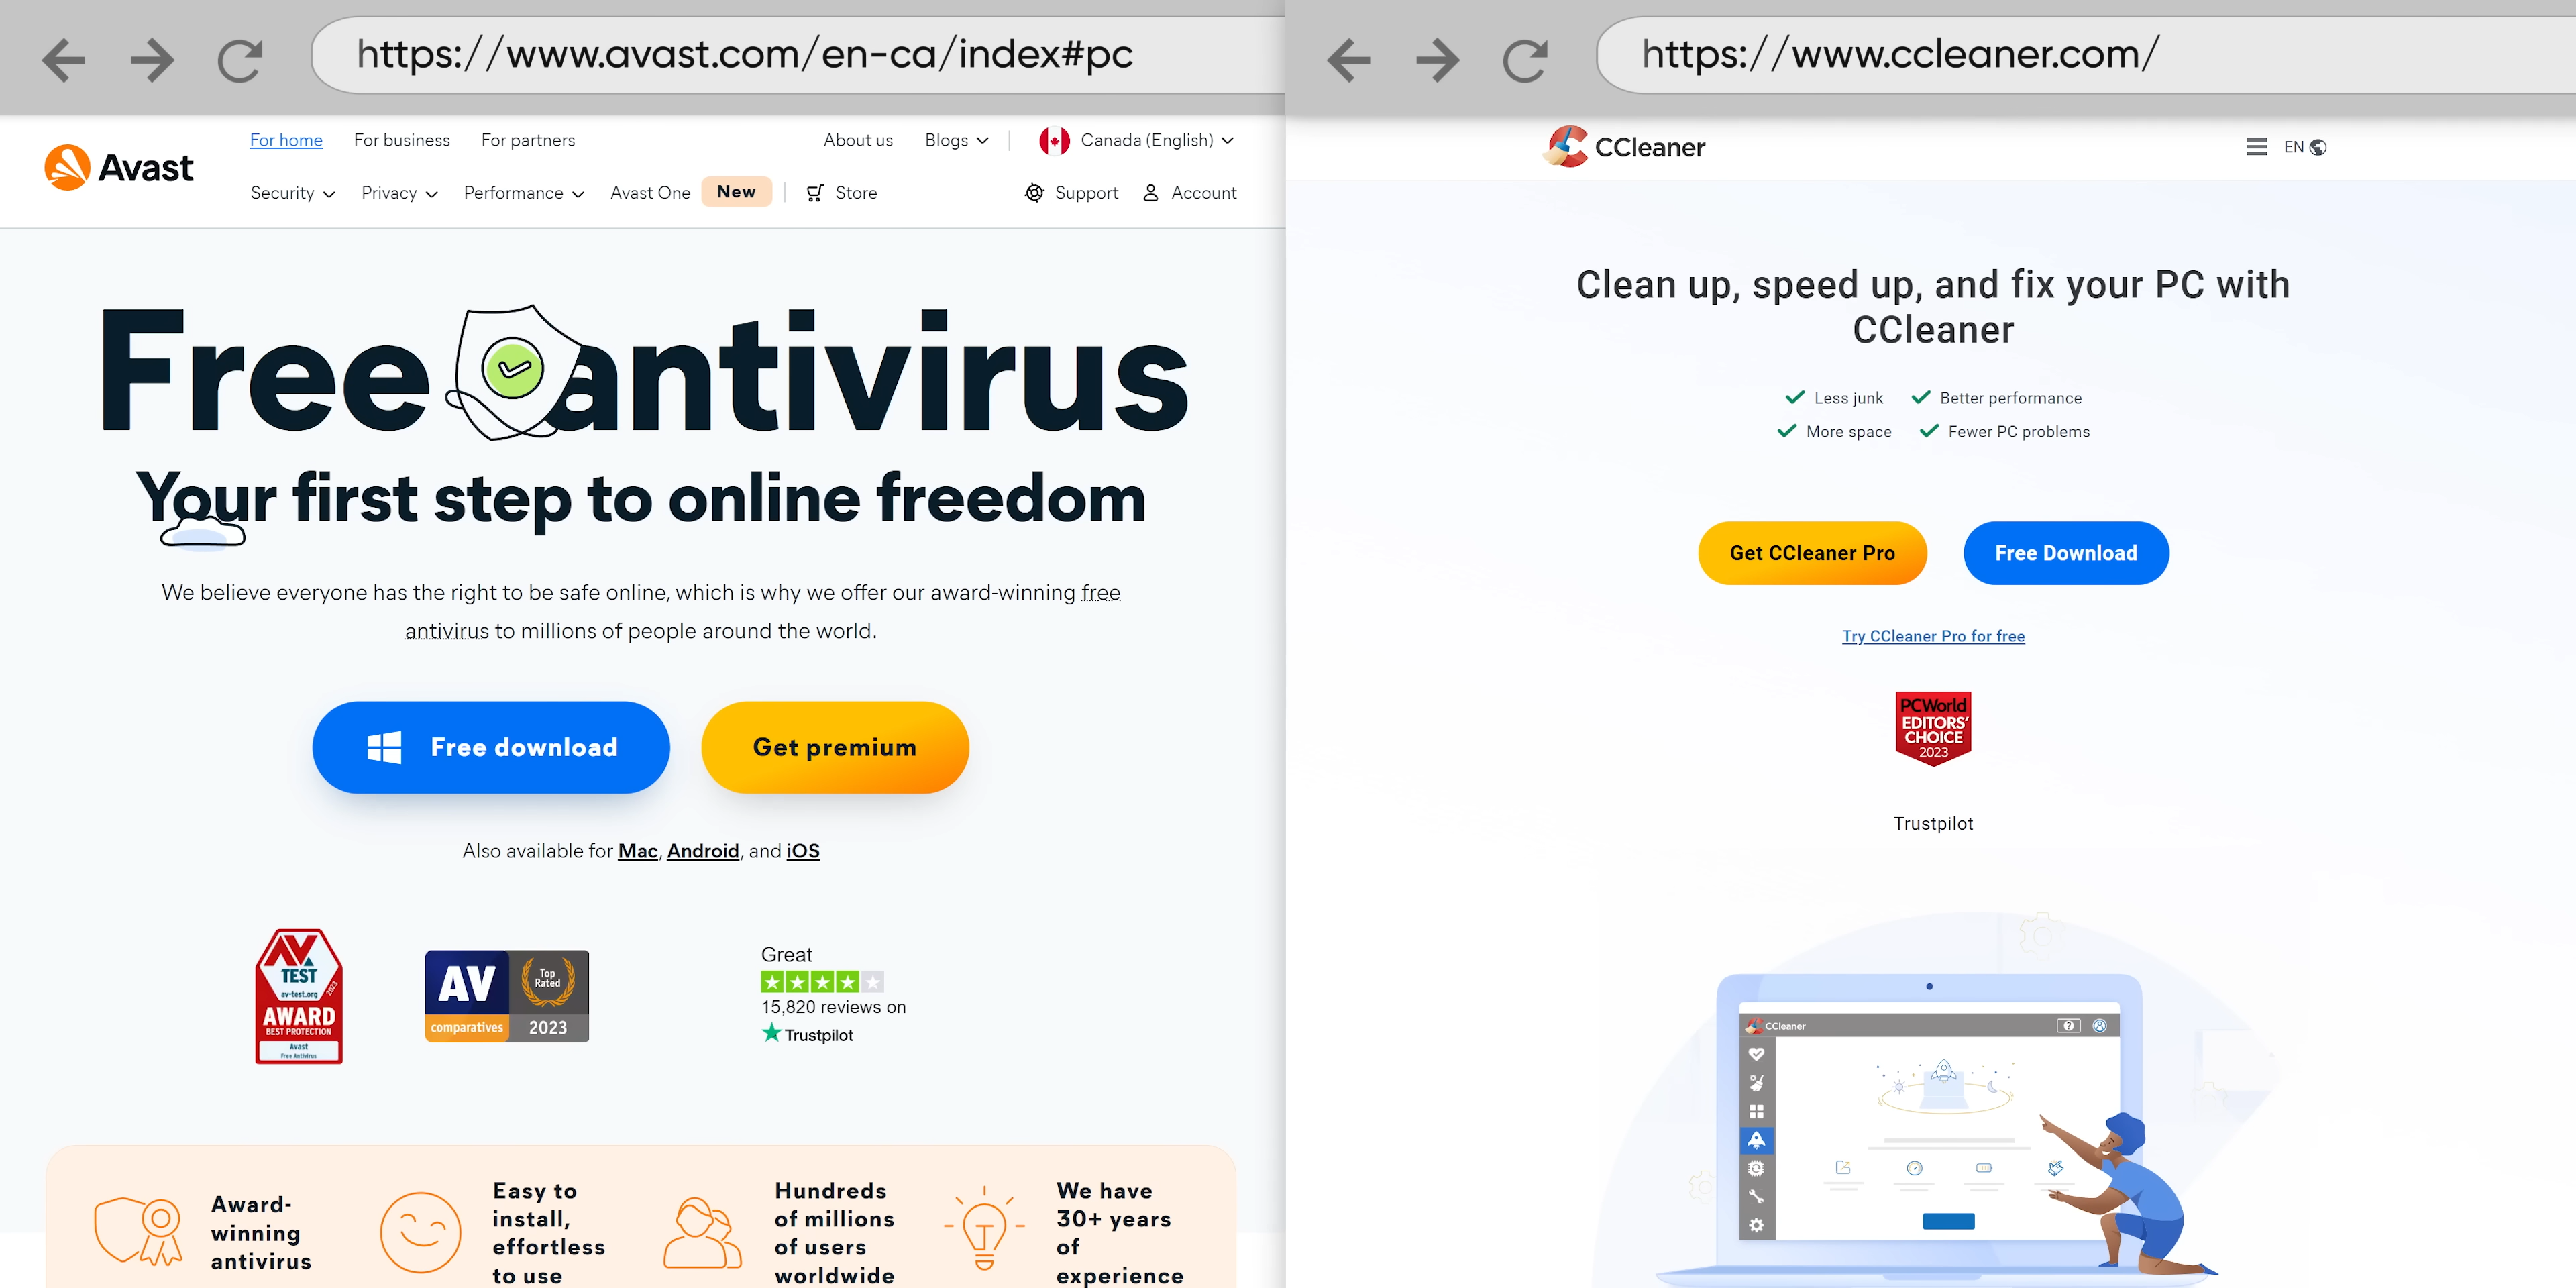 https://www.avast.com/en-ca/index#pc
Avast
For home For business For partners About us Blogs Canada (English)
Security Privacy Performance Avast One New Store Support Account
Free antivirus
Your first step to online freedom
We believe everyone has the right to be safe online, which is why we offer our award-winning free
antivirus to millions of people around the world.
Free download Get premium
Also available for Mac, Android, and iOS
AV
TEST
av-test.org
2023
AWARD
BEST PROTECTION
Avast
Free Antivirus
AV
comparatives
Top
Rated
2023
Great
15,820 reviews on
Trustpilot
Award-
winning
antivirus
Easy to
install,
effortless
to use
Hundreds
of millions
of users
worldwide
We have
30+ years
of
experience
https://www.ccleaner.com/
CCleaner EN
Clean up, speed up, and fix your PC with
CCleaner
Less junk Better performance
More space Fewer PC problems
Get CCleaner Pro Free Download
Try CCleaner Pro for free
PCWorld
EDITORS'
CHOICE
2023
Trustpilot
CCleaner ?